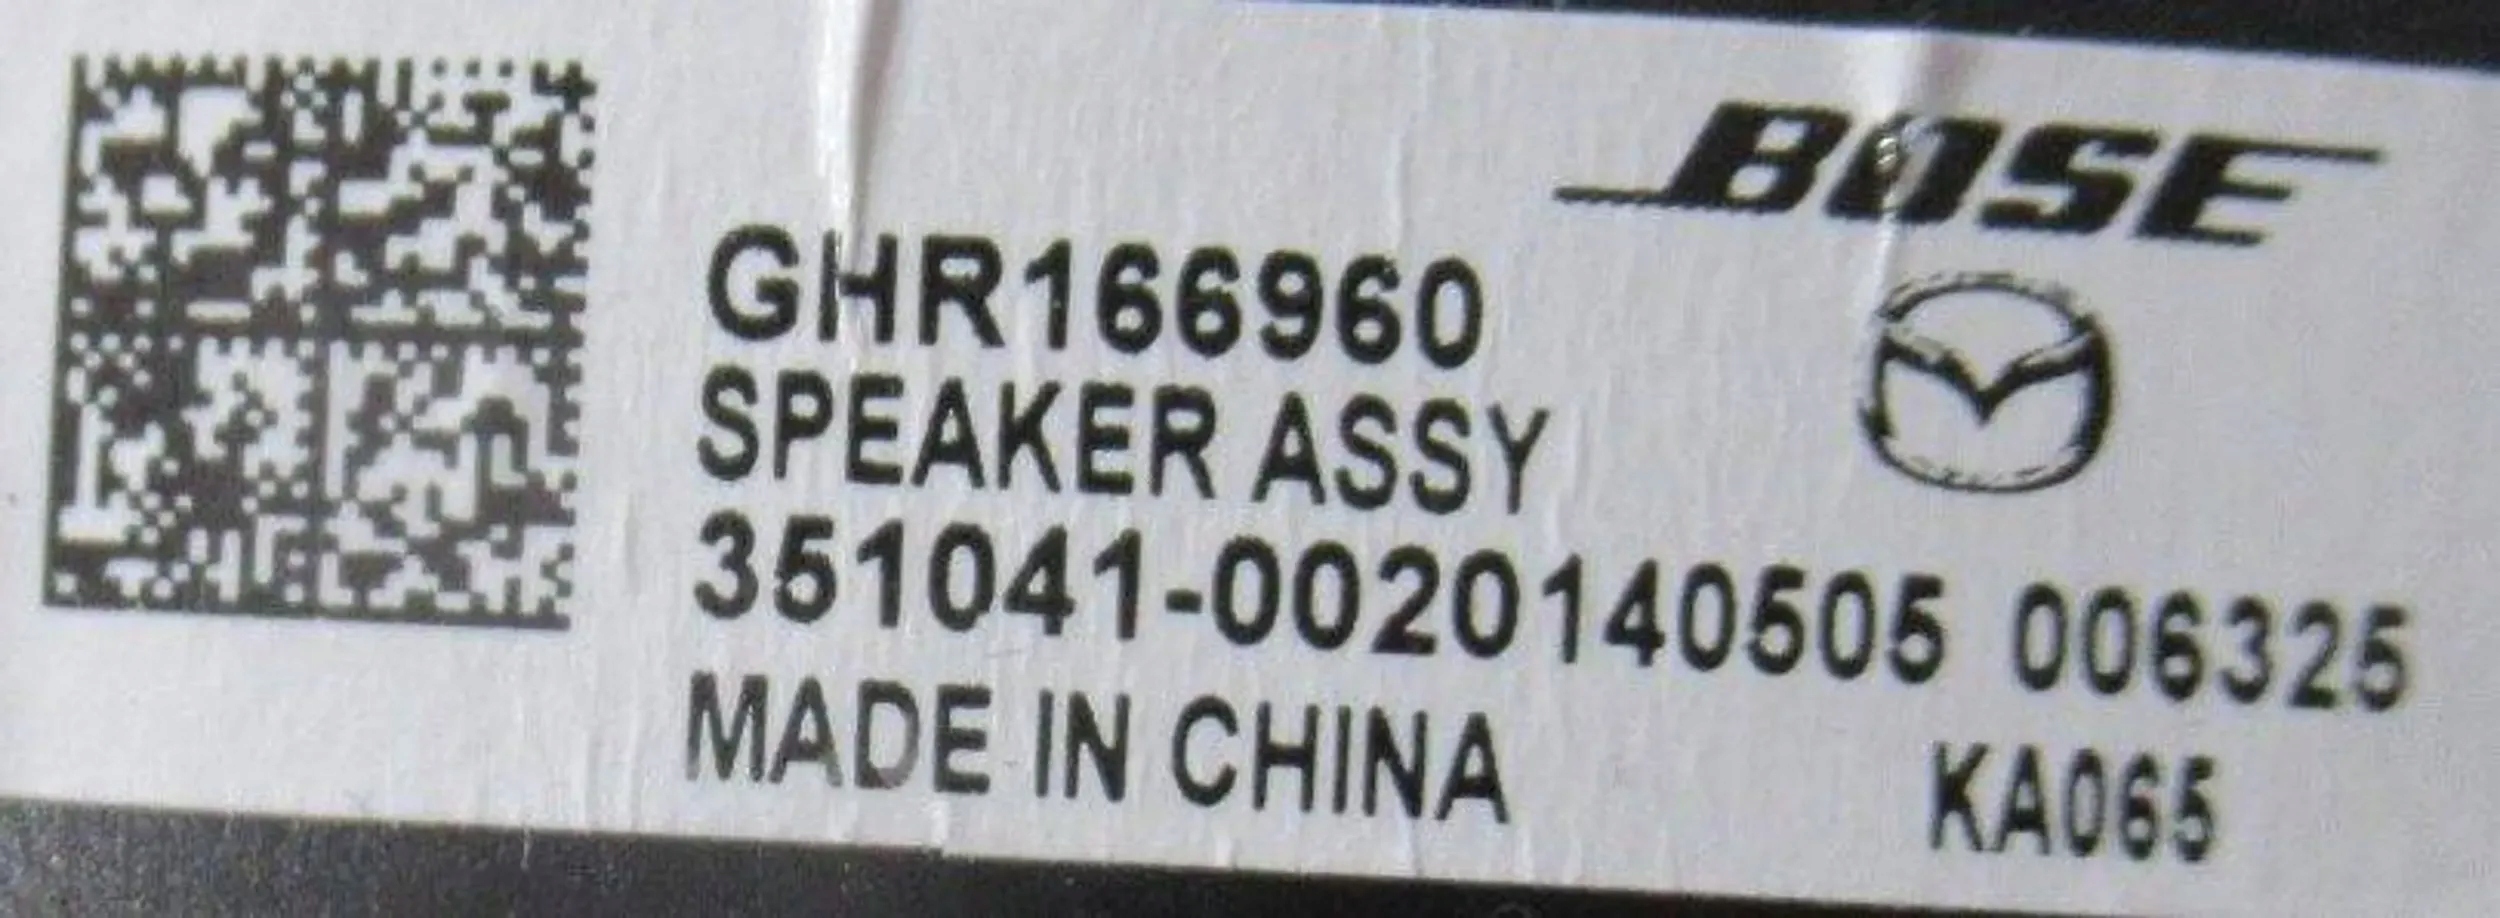 BOSE
GHR166960
SPEAKER ASSY
351041-0020140505 006325
MADE IN CHINA
KA065